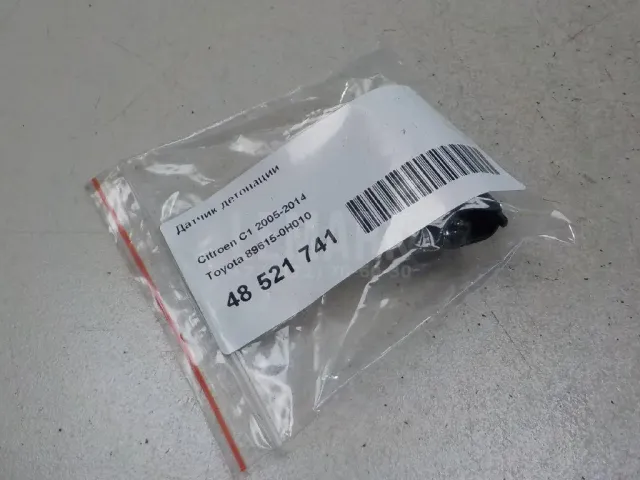 Датчик детонации
Citroen C1 2005-2014
Toyota 89615-0H010
48 521 741